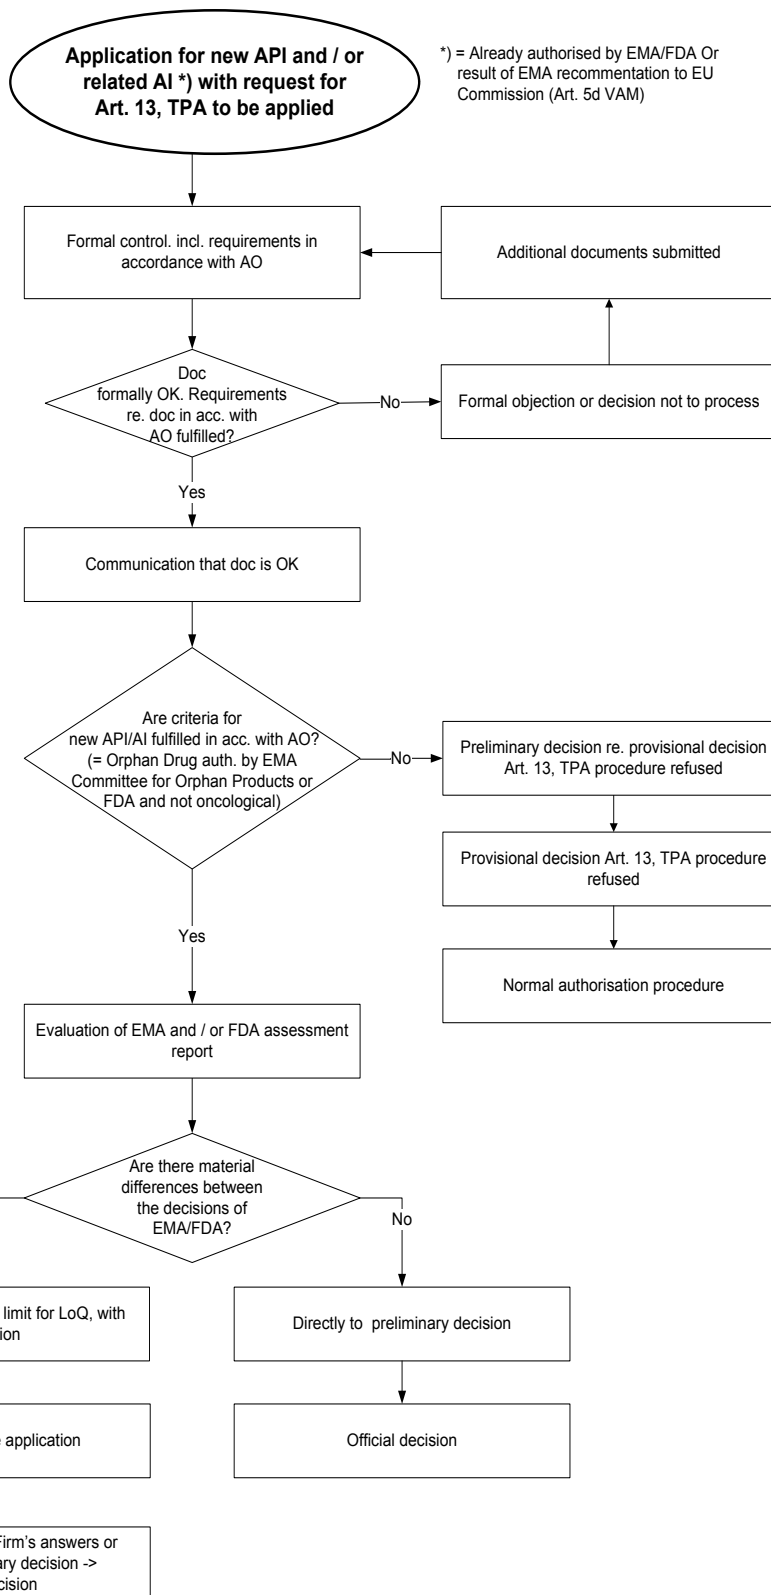 Application for new API and / or
related AI *) with request for
Art. 13, TPA to be applied
*) = Already authorised by EMA/FDA Or
result of EMA recommentation to EU
Commission (Art. 5d VAM)
Formal control. incl. requirements in
accordance with AO
Additional documents submitted
Doc
formally OK. Requirements
re. doc in acc. with
AO fulfilled?
No
Formal objection or decision not to process
Yes
Communication that doc is OK
Are criteria for
new API/AI fulfilled in acc. with AO?
(= Orphan Drug auth. by EMA
Committee for Orphan Products or
FDA and not oncological)
No
Preliminary decision re. provisional decision
Art. 13, TPA procedure refused
Provisional decision Art. 13, TPA procedure
refused
Yes
Normal authorisation procedure
Evaluation of EMA and / or FDA assessment
report
Are there material
differences between
the decisions of
EMA/FDA?
No
limit for LoQ, with
Directly to preliminary decision
application
Official decision
Firm's answers or
decision ->